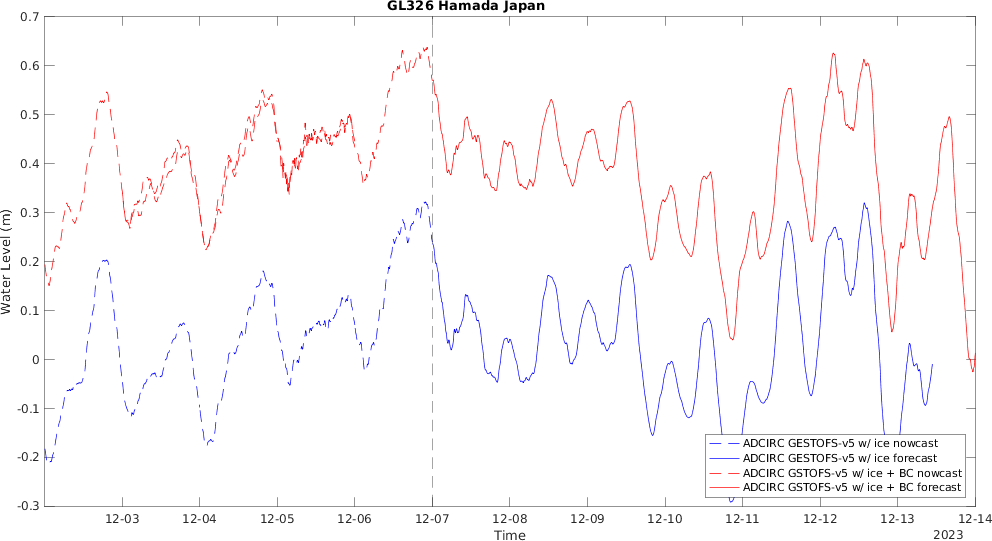 GL326 Hamada Japan
0.7
0.6
0.5
0.4
0.3
0.2
0.1
0
-0.1
-0.2
-0.3
Water Level (m)
ADCIRC GESTOFS-v5 w/ ice nowcast
ADCIRC GESTOFS-v5 w/ ice forecast
ADCIRC GSTOFS-v5 w/ ice + BC nowcast
ADCIRC GSTOFS-v5 w/ ice + BC forecast
12-03 12-04 12-05 12-06 12-07 12-08 12-09 12-10 12-11 12-12 12-13 12-14
Time
2023